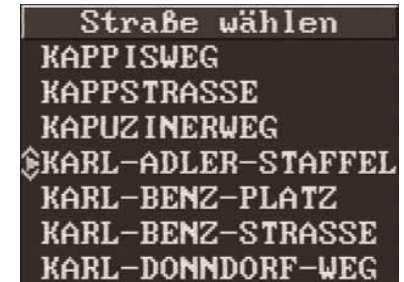 Straße wählen
KAPPISWEG
KAPPSTRASSE
KAPUZINERWEG
KARL-ADLER-STAFFEL
KARL-BENZ-PLATZ
KARL-BENZ-STRASSE
KARL-DONNDORF-WEG